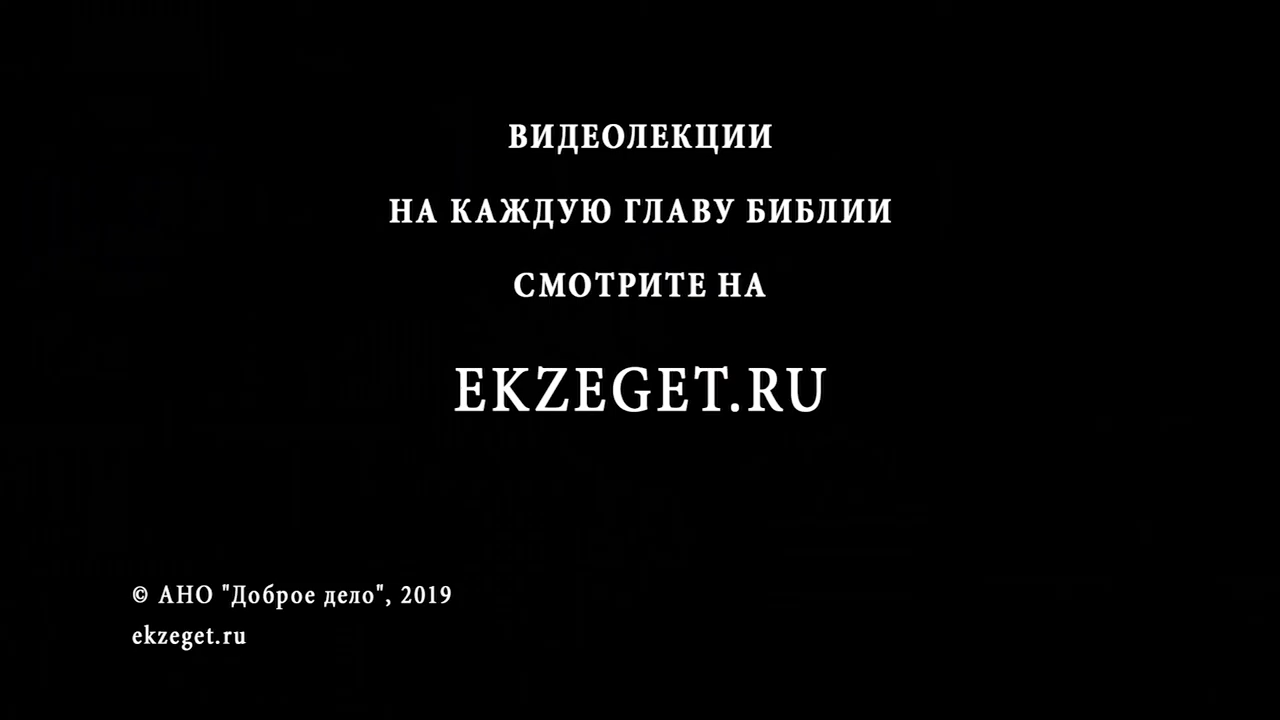 ВИДЕОЛЕКЦИИ
НА КАЖДУЮ ГЛАВУ БИБЛИИ
СМОТРИТЕ НА
EKZEGET.RU
© АНО "Доброе дело", 2019
ekzeget.ru